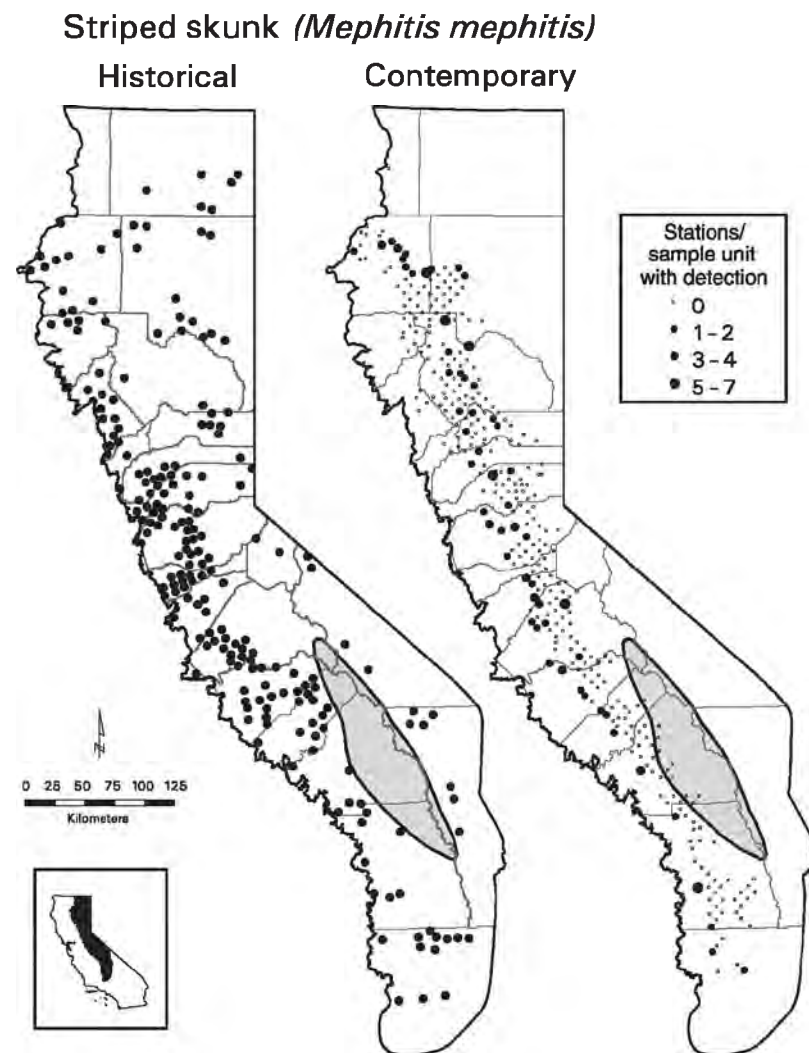 Striped skunk (Mephitis mephitis)
Historical
Contemporary
Stations/
sample unit
with detection
0
1-2
3-4
5-7
N
0 25 50 75 100 125
Kilometers